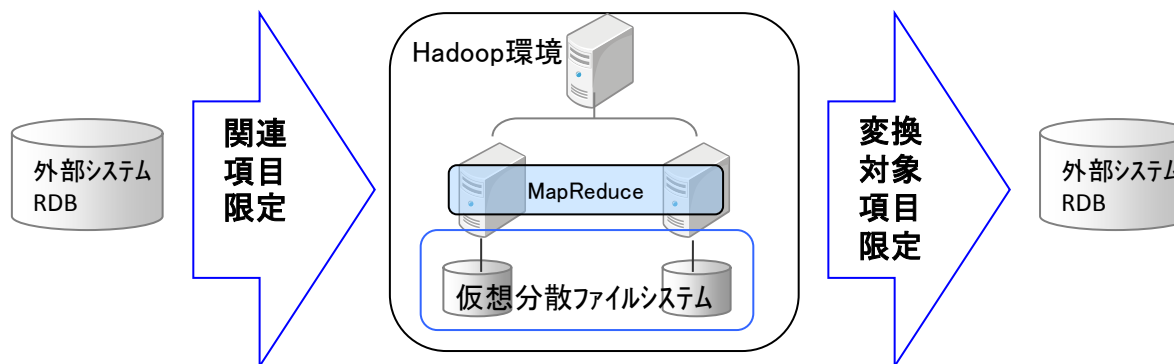 外部システム
RDB
関連
項目
限定
Hadoop環境
MapReduce
仮想分散ファイルシステム
変換
対象
項目
限定
外部システム
RDB